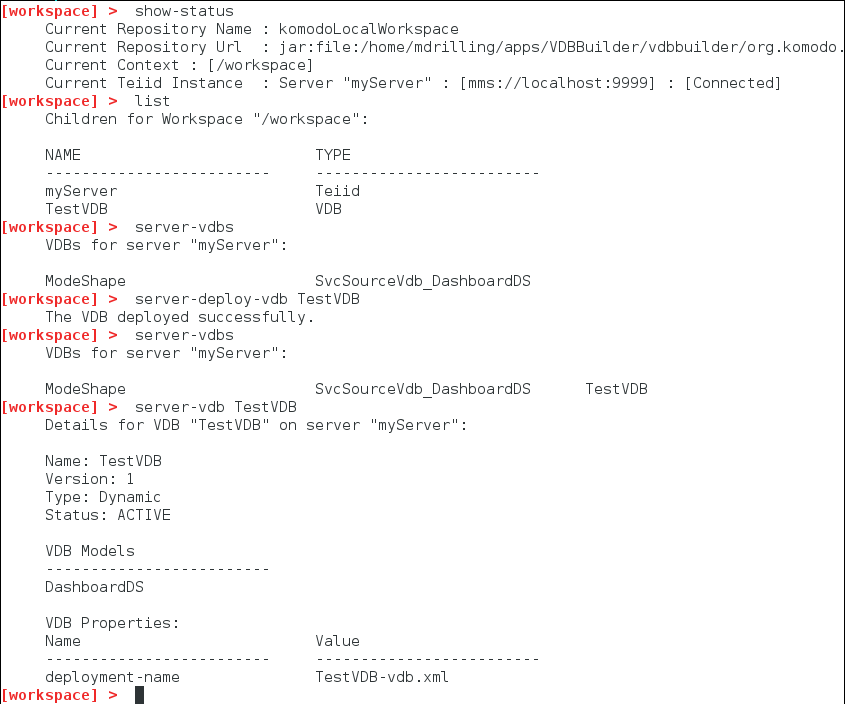 [workspace] >  show-status
     Current Repository Name : komodoLocalWorkspace
     Current Repository Url  : jar:file:/home/mdrilling/apps/VDBBuilder/vdbbuilder/org.komodo.
     Current Context : [/workspace]
     Current Teiid Instance  : Server "myServer" : [mms://localhost:9999] : [Connected]
[workspace] >  list
     Children for Workspace "/workspace":

     NAME                          TYPE
     -------------------------     -------------------------
     myServer                      Teiid
     TestVDB                       VDB
[workspace] >  server-vdbs
     VDBs for server "myServer":

     ModeShape                     SvcSourceVdb_DashboardDS
[workspace] >  server-deploy-vdb TestVDB
     The VDB deployed successfully.
[workspace] >  server-vdbs
     VDBs for server "myServer":

     ModeShape                     SvcSourceVdb_DashboardDS      TestVDB
[workspace] >  server-vdb TestVDB
     Details for VDB "TestVDB" on server "myServer":

     Name: TestVDB
     Version: 1
     Type: Dynamic
     Status: ACTIVE

     VDB Models
     -------------------------
     DashboardDS

     VDB Properties:
     Name                          Value
     -------------------------     -------------------------
     deployment-name               TestVDB-vdb.xml
[workspace] >